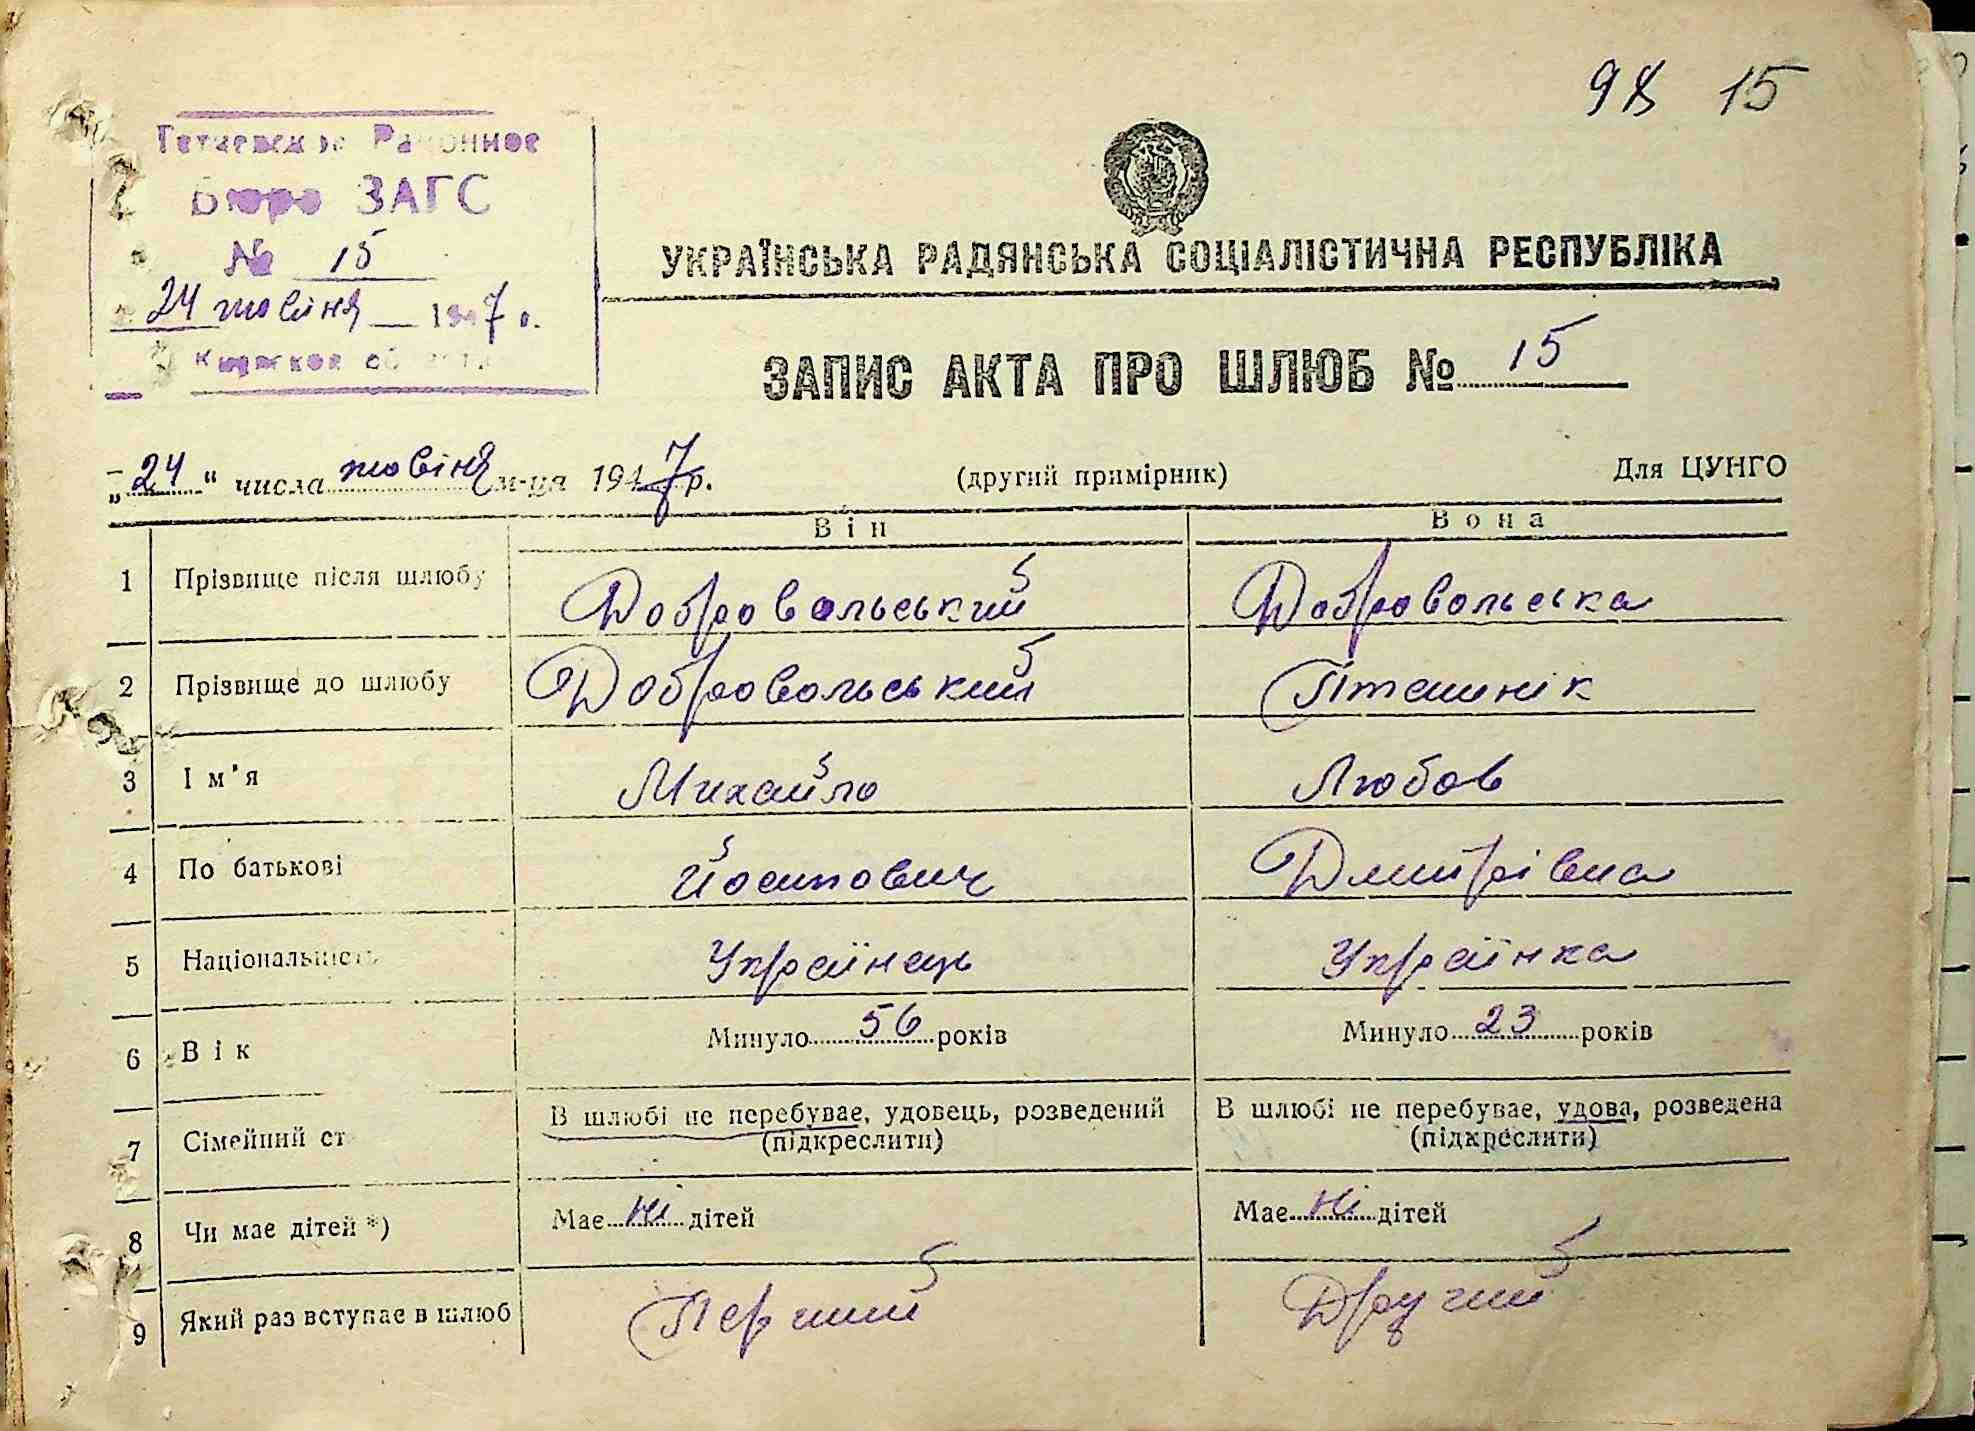 98 15
Тетиевское Районное
Бюро ЗАГС
№ 15
24 жовтня 1947 г.
Киевской области
УКРАЇНСЬКА РАДЯНСЬКА СОЦІАЛІСТИЧНА РЕСПУБЛІКА
ЗАПИС АКТА ПРО ШЛЮБ № 15
„24“ числа жовтня м-ця 1947 р. (другий примірник) Для ЦУНГО
Він Вона
1 Прізвище після шлюбу Добровольський Добровольська
2 Прізвище до шлюбу Добровольський Пташнік
3 Ім'я Михайло Любов
4 По батькові Йосипович Дмитрівна
5 Національність Українець Українка
6 Вік Минуло 56 років Минуло 23 років
7 Сімейний ст В шлюбі не перебуває, удовець, розведений В шлюбі не перебуває, удова, розведена
(підкреслити) (підкреслити)
8 Чи має дітей *) Має ні дітей Має ні дітей
9 Який раз вступає в шлюб Перший Другий